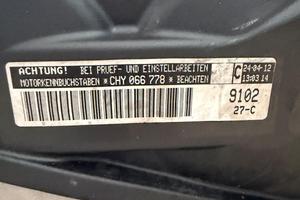 ACHTUNG! BEI PRUEF- UND EINSTELLARBEITEN
MOTORKENNBUCHSTABEN *CHY 066 778* BEACHTEN
C 24-04-12
13:03 14
9102
27-C